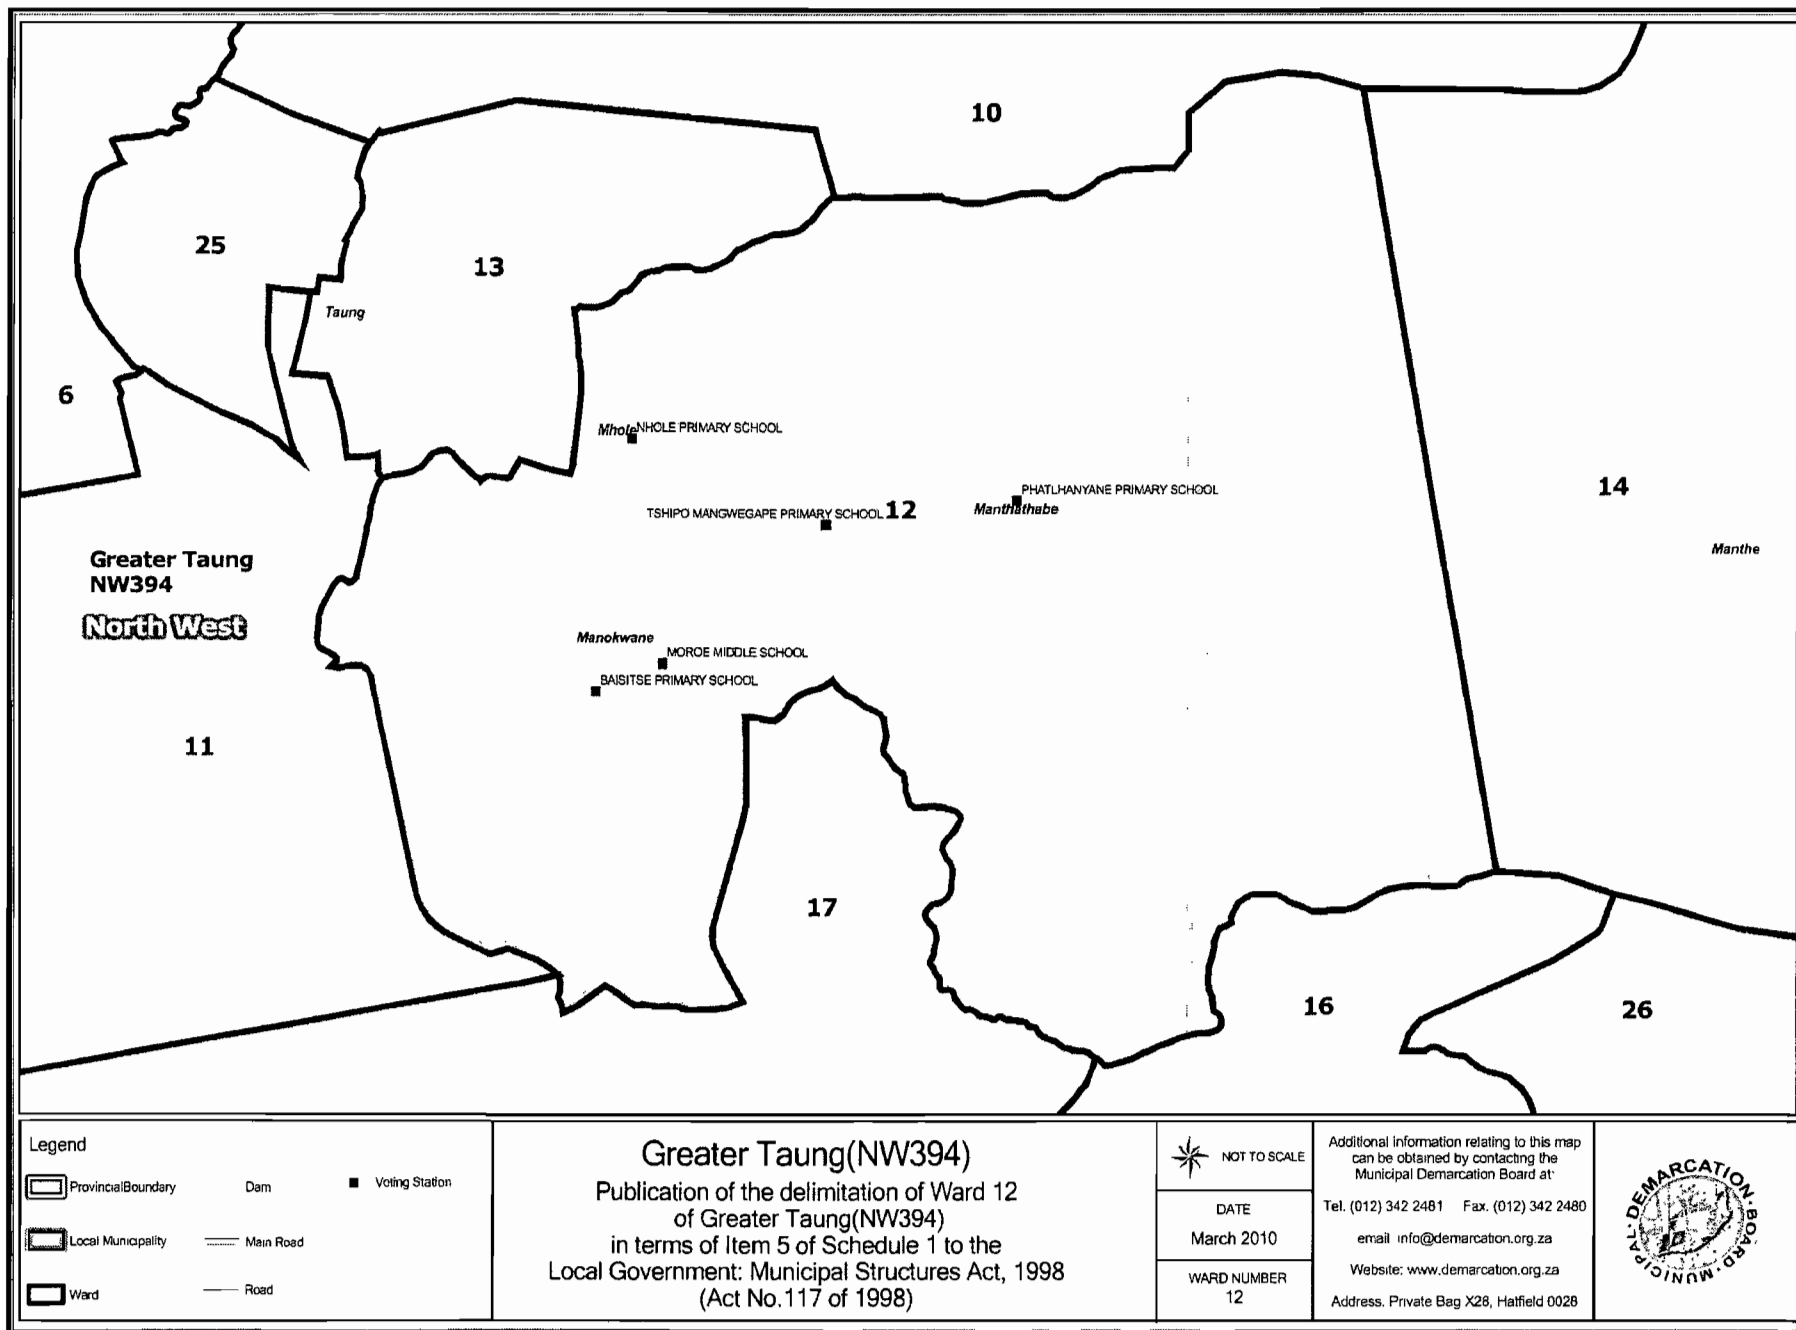 10
25
13
Taung
6
Mhole NHOLE PRIMARY SCHOOL
PHATLHANYANE PRIMARY SCHOOL
14
TSHIPO MANGWEGAPE PRIMARY SCHOOL 12
Manthathabe
Greater Taung
NW394
Manthe
North West
Manokwane
MOROE MIDDLE SCHOOL
BAISITSE PRIMARY SCHOOL
11
17
16
26
Legend
ProvincialBoundary
Dam
Voting Station
Local Municipality
Main Road
Ward
Road
Greater Taung(NW394)
Publication of the delimitation of Ward 12
of Greater Taung(NW394)
in terms of Item 5 of Schedule 1 to the
Local Government: Municipal Structures Act, 1998
(Act No.117 of 1998)
NOT TO SCALE
DATE
March 2010
WARD NUMBER
12
Additional information relating to this map
can be obtained by contacting the
Municipal Demarcation Board at:
Tel. (012) 342 2481 Fax. (012) 342 2480
email info@demarcation.org.za
Website: www.demarcation.org.za
Address. Private Bag X28, Hatfield 0028
MUNICIPAL · DEMARCATION · BOARD ·